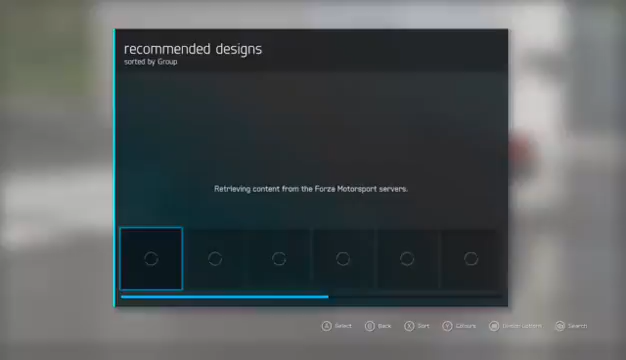 recommended designs
sorted by Group
Retrieving content from the Forza Motorsport servers.
A Select B Back X Sort Y Colours Search